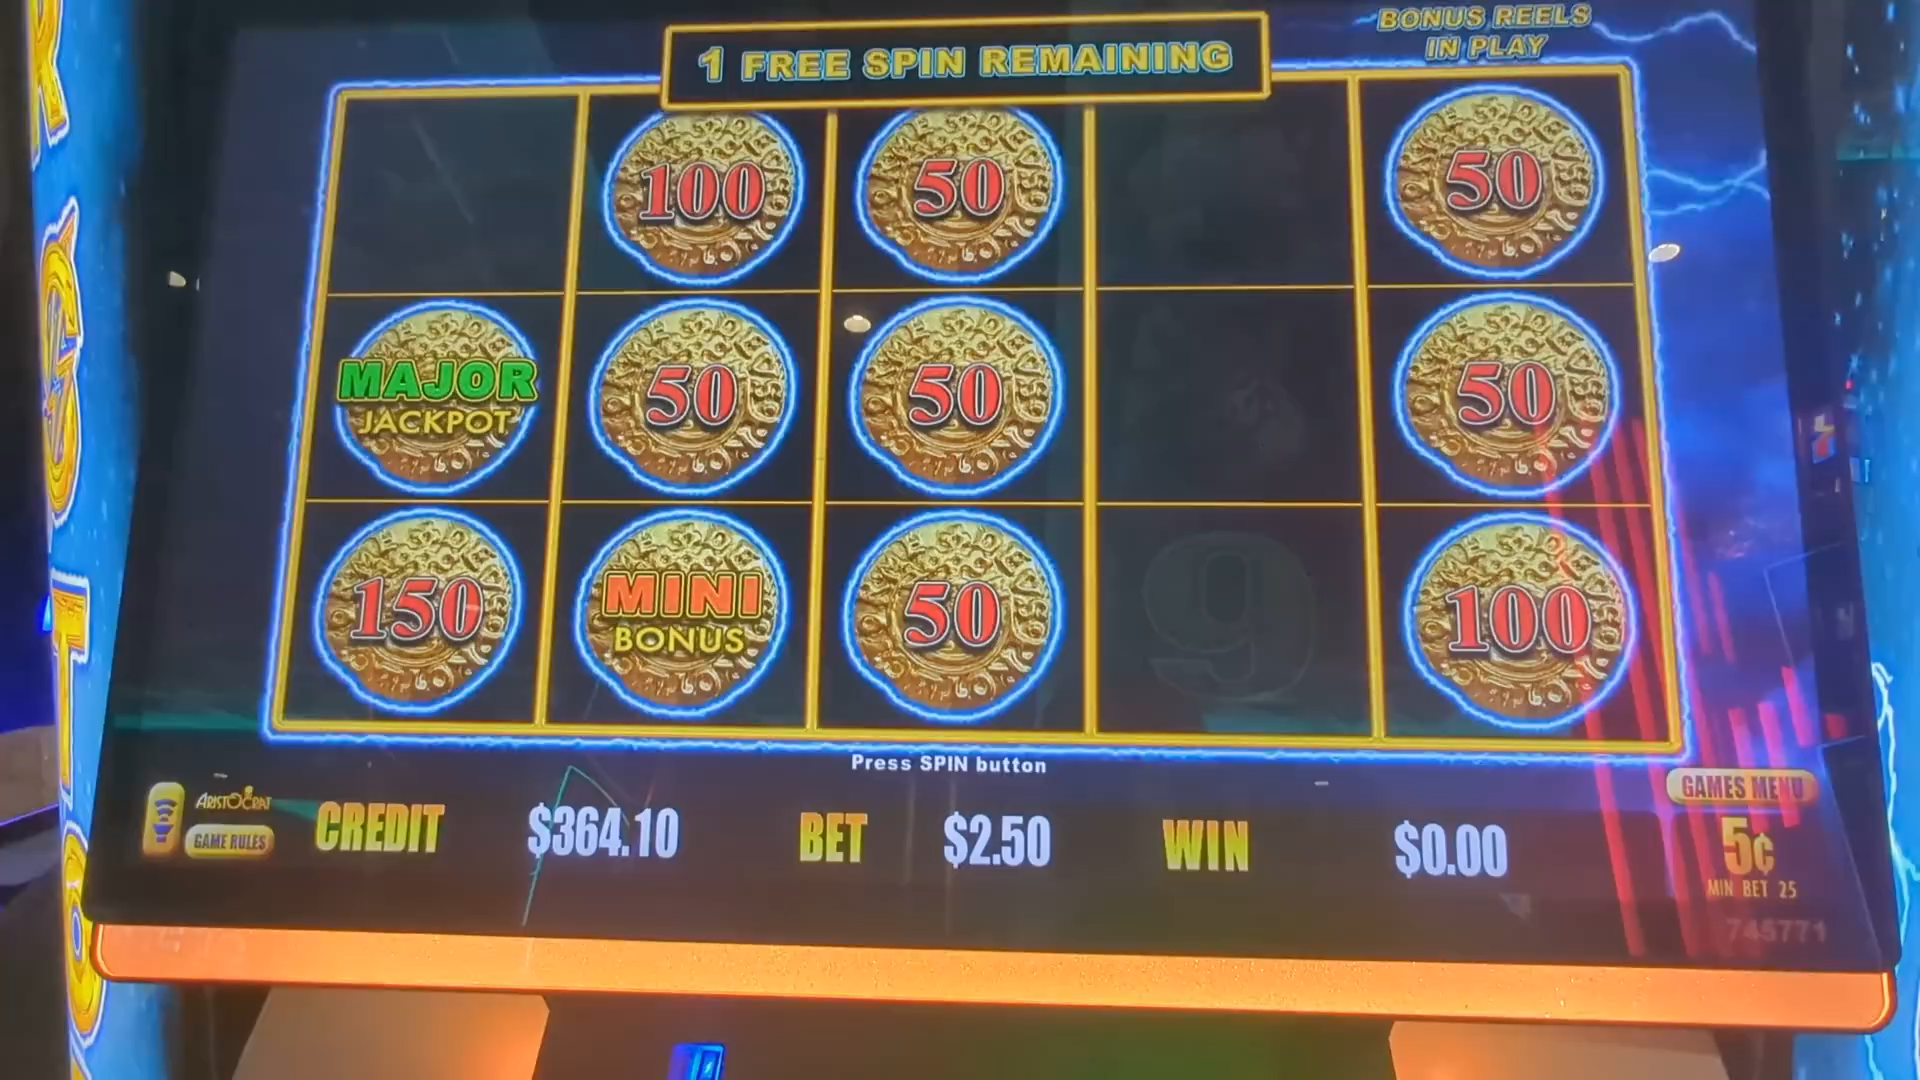 1 FREE SPIN REMAINING
BONUS REELS
IN PLAY
100
50
50
MAJOR
JACKPOT
50
50
50
150
MINI
BONUS
50
9
100
Press SPIN button
ARISTOCRAT
GAME RULES
CREDIT
$364.10
BET
$2.50
WIN
$0.00
GAMES MENU
5¢
MIN BET 25
745771